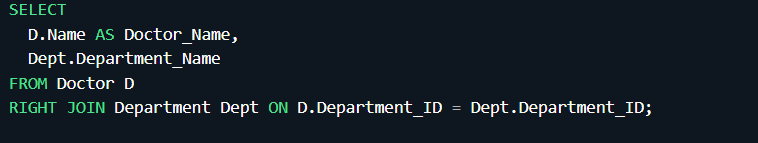 SELECT
  D.Name AS Doctor_Name,
  Dept.Department_Name
FROM Doctor D
RIGHT JOIN Department Dept ON D.Department_ID = Dept.Department_ID;